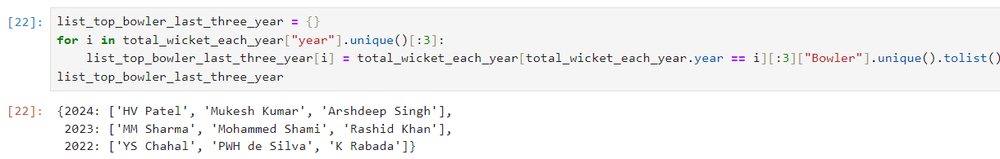 [22]: list_top_bowler_last_three_year = {}
for i in total_wicket_each_year["year"].unique()[:3]:
    list_top_bowler_last_three_year[i] = total_wicket_each_year[total_wicket_each_year.year == i][:3]["Bowler"].unique().tolist()
list_top_bowler_last_three_year
[22]: {2024: ['HV Patel', 'Mukesh Kumar', 'Arshdeep Singh'],
 2023: ['MM Sharma', 'Mohammed Shami', 'Rashid Khan'],
 2022: ['YS Chahal', 'PWH de Silva', 'K Rabada']}